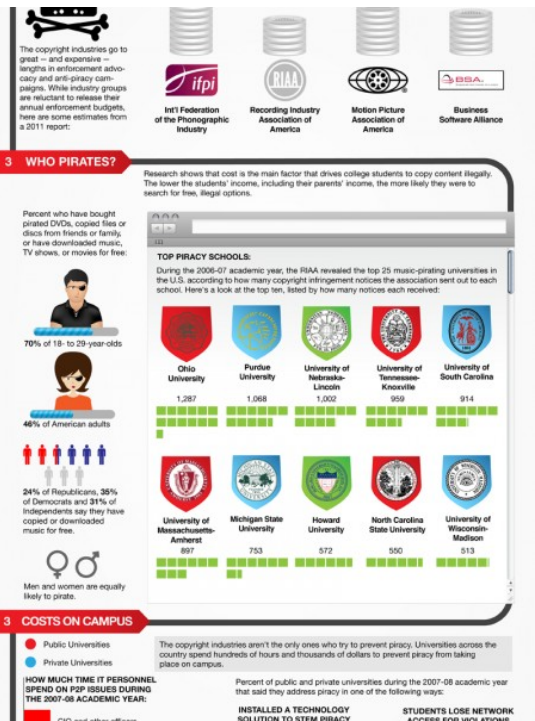 The copyright industries go to
great -- and expensive --
lengths in enforcement advo-
cacy and anti-piracy cam-
paigns. While industry groups
are reluctant to release their
annual enforcement budgets,
here are some estimates from
a 2011 report:
ifpi
Int'l Federation
of the Phonographic
Industry
RIAA
Recording Industry
Association of
America
Motion Picture
Association of
America
BSA.
Business
Software Alliance
3 WHO PIRATES?
Research shows that cost is the main factor that drives college students to copy content illegally.
The lower the students' income, including their parents' income, the more likely they were to
search for free, illegal options.
Percent who have bought
pirated DVDs, copied files or
discs from friends or family,
or have downloaded music,
TV shows, or movies for free:
70% of 18- to 29-year-olds
46% of American adults
24% of Republicans, 35%
of Democrats and 31% of
Independents say they have
copied or downloaded
music for free.
Men and women are equally
likely to pirate.
TOP PIRACY SCHOOLS:
During the 2006-07 academic year, the RIAA revealed the top 25 music-pirating universities in
the U.S. according to how many copyright infringement notices the association sent out to each
school. Here's a look at the top ten, listed by how many notices each received:
Ohio
University
1,287
Purdue
University
1,068
University of
Nebraska-
Lincoln
1,002
University of
Tennessee-
Knoxville
959
University of
South Carolina
914
University of
Massachusetts-
Amherst
897
Michigan State
University
753
Howard
University
572
North Carolina
State University
550
University of
Wisconsin-
Madison
513
3 COSTS ON CAMPUS
Public Universities
Private Universities
The copyright industries aren't the only ones who try to prevent piracy. Universities across the
country spend hundreds of hours and thousands of dollars to prevent piracy from taking
place on campus.
HOW MUCH TIME IT PERSONNEL
SPEND ON P2P ISSUES DURING
THE 2007-08 ACADEMIC YEAR:
CIO and other officers
Percent of public and private universities during the 2007-08 academic year
that said they address piracy in one of the following ways:
INSTALLED A TECHNOLOGY
SOLUTION TO STEM PIRACY
STUDENTS LOSE NETWORK
ACCESS FOR VIOLATIONS